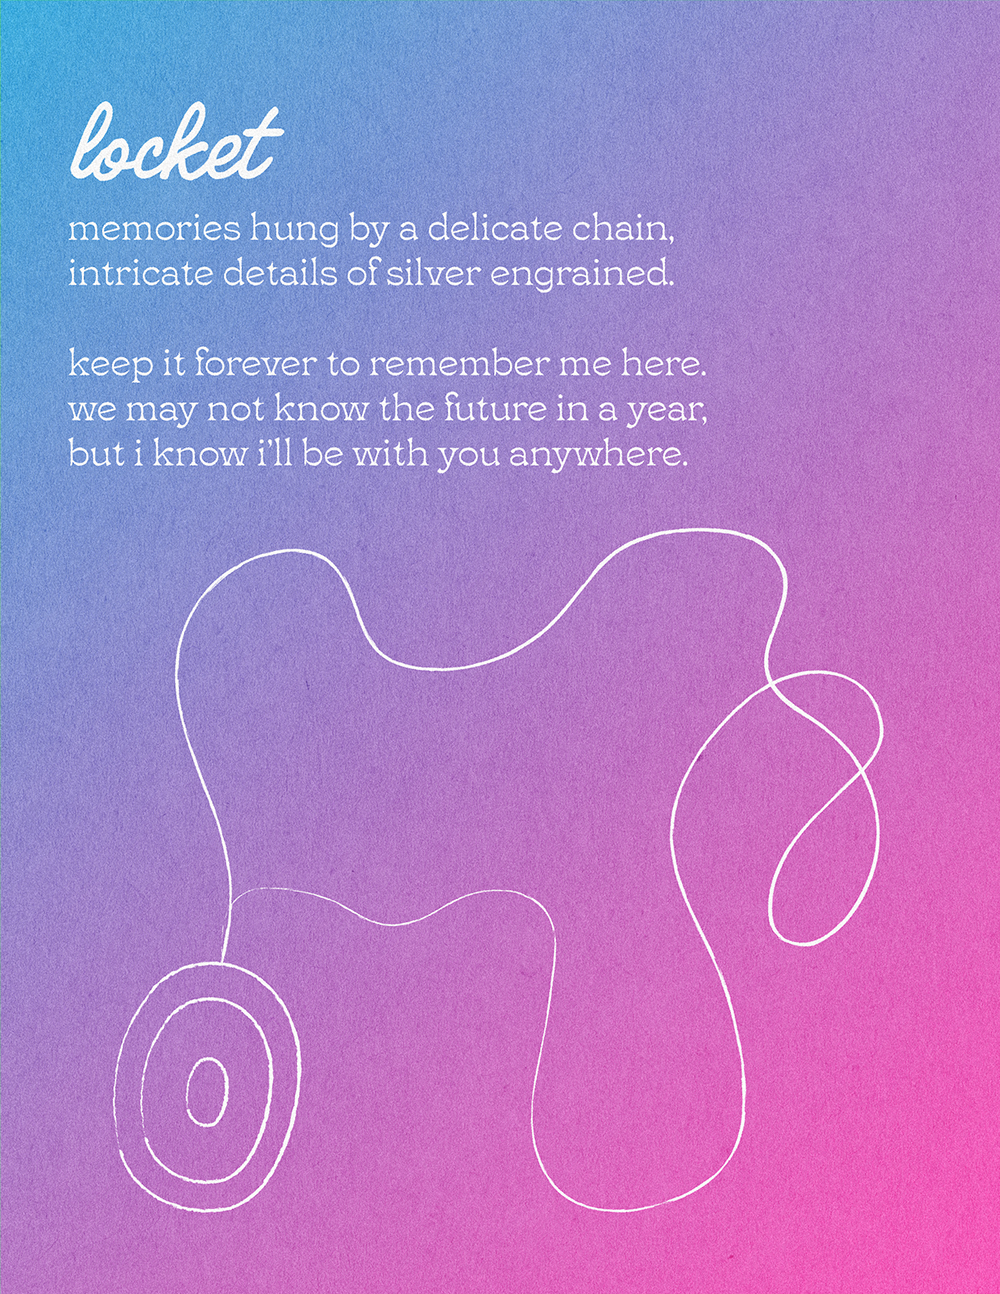 locket
memories hung by a delicate chain,
intricate details of silver engrained.
keep it forever to remember me here.
we may not know the future in a year,
but i know i'll be with you anywhere.